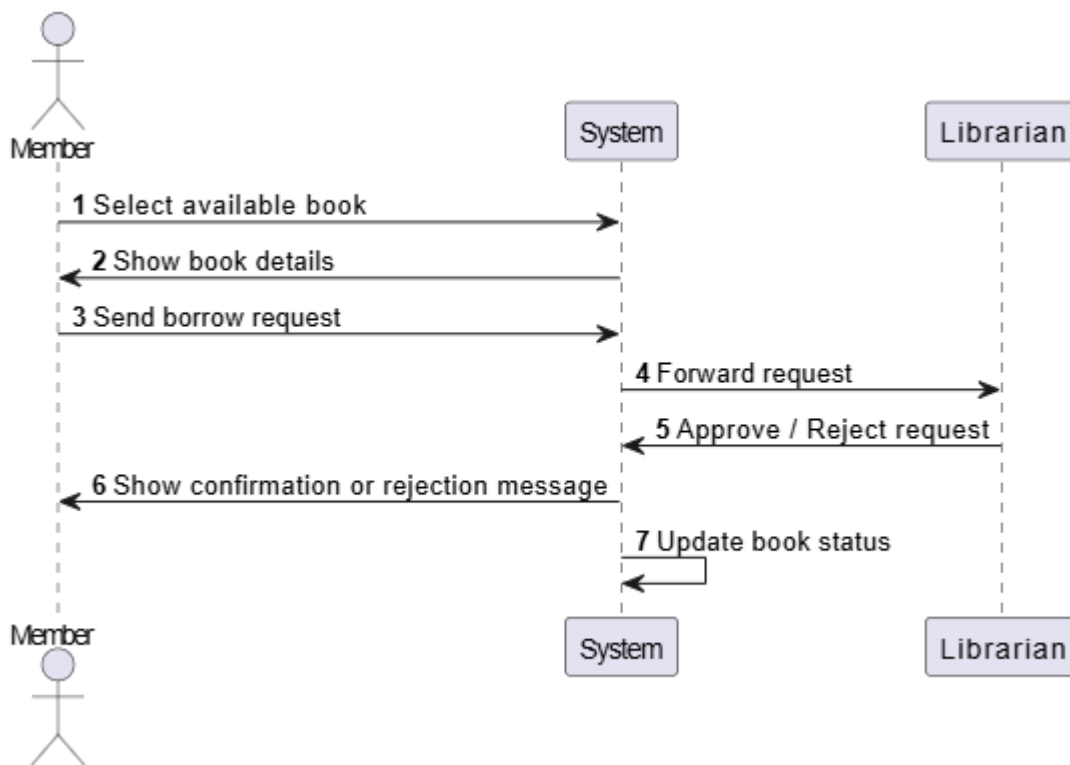 Member
System
Librarian
1 Select available book
2 Show book details
3 Send borrow request
4 Forward request
5 Approve / Reject request
6 Show confirmation or rejection message
7 Update book status
Member
System
Librarian